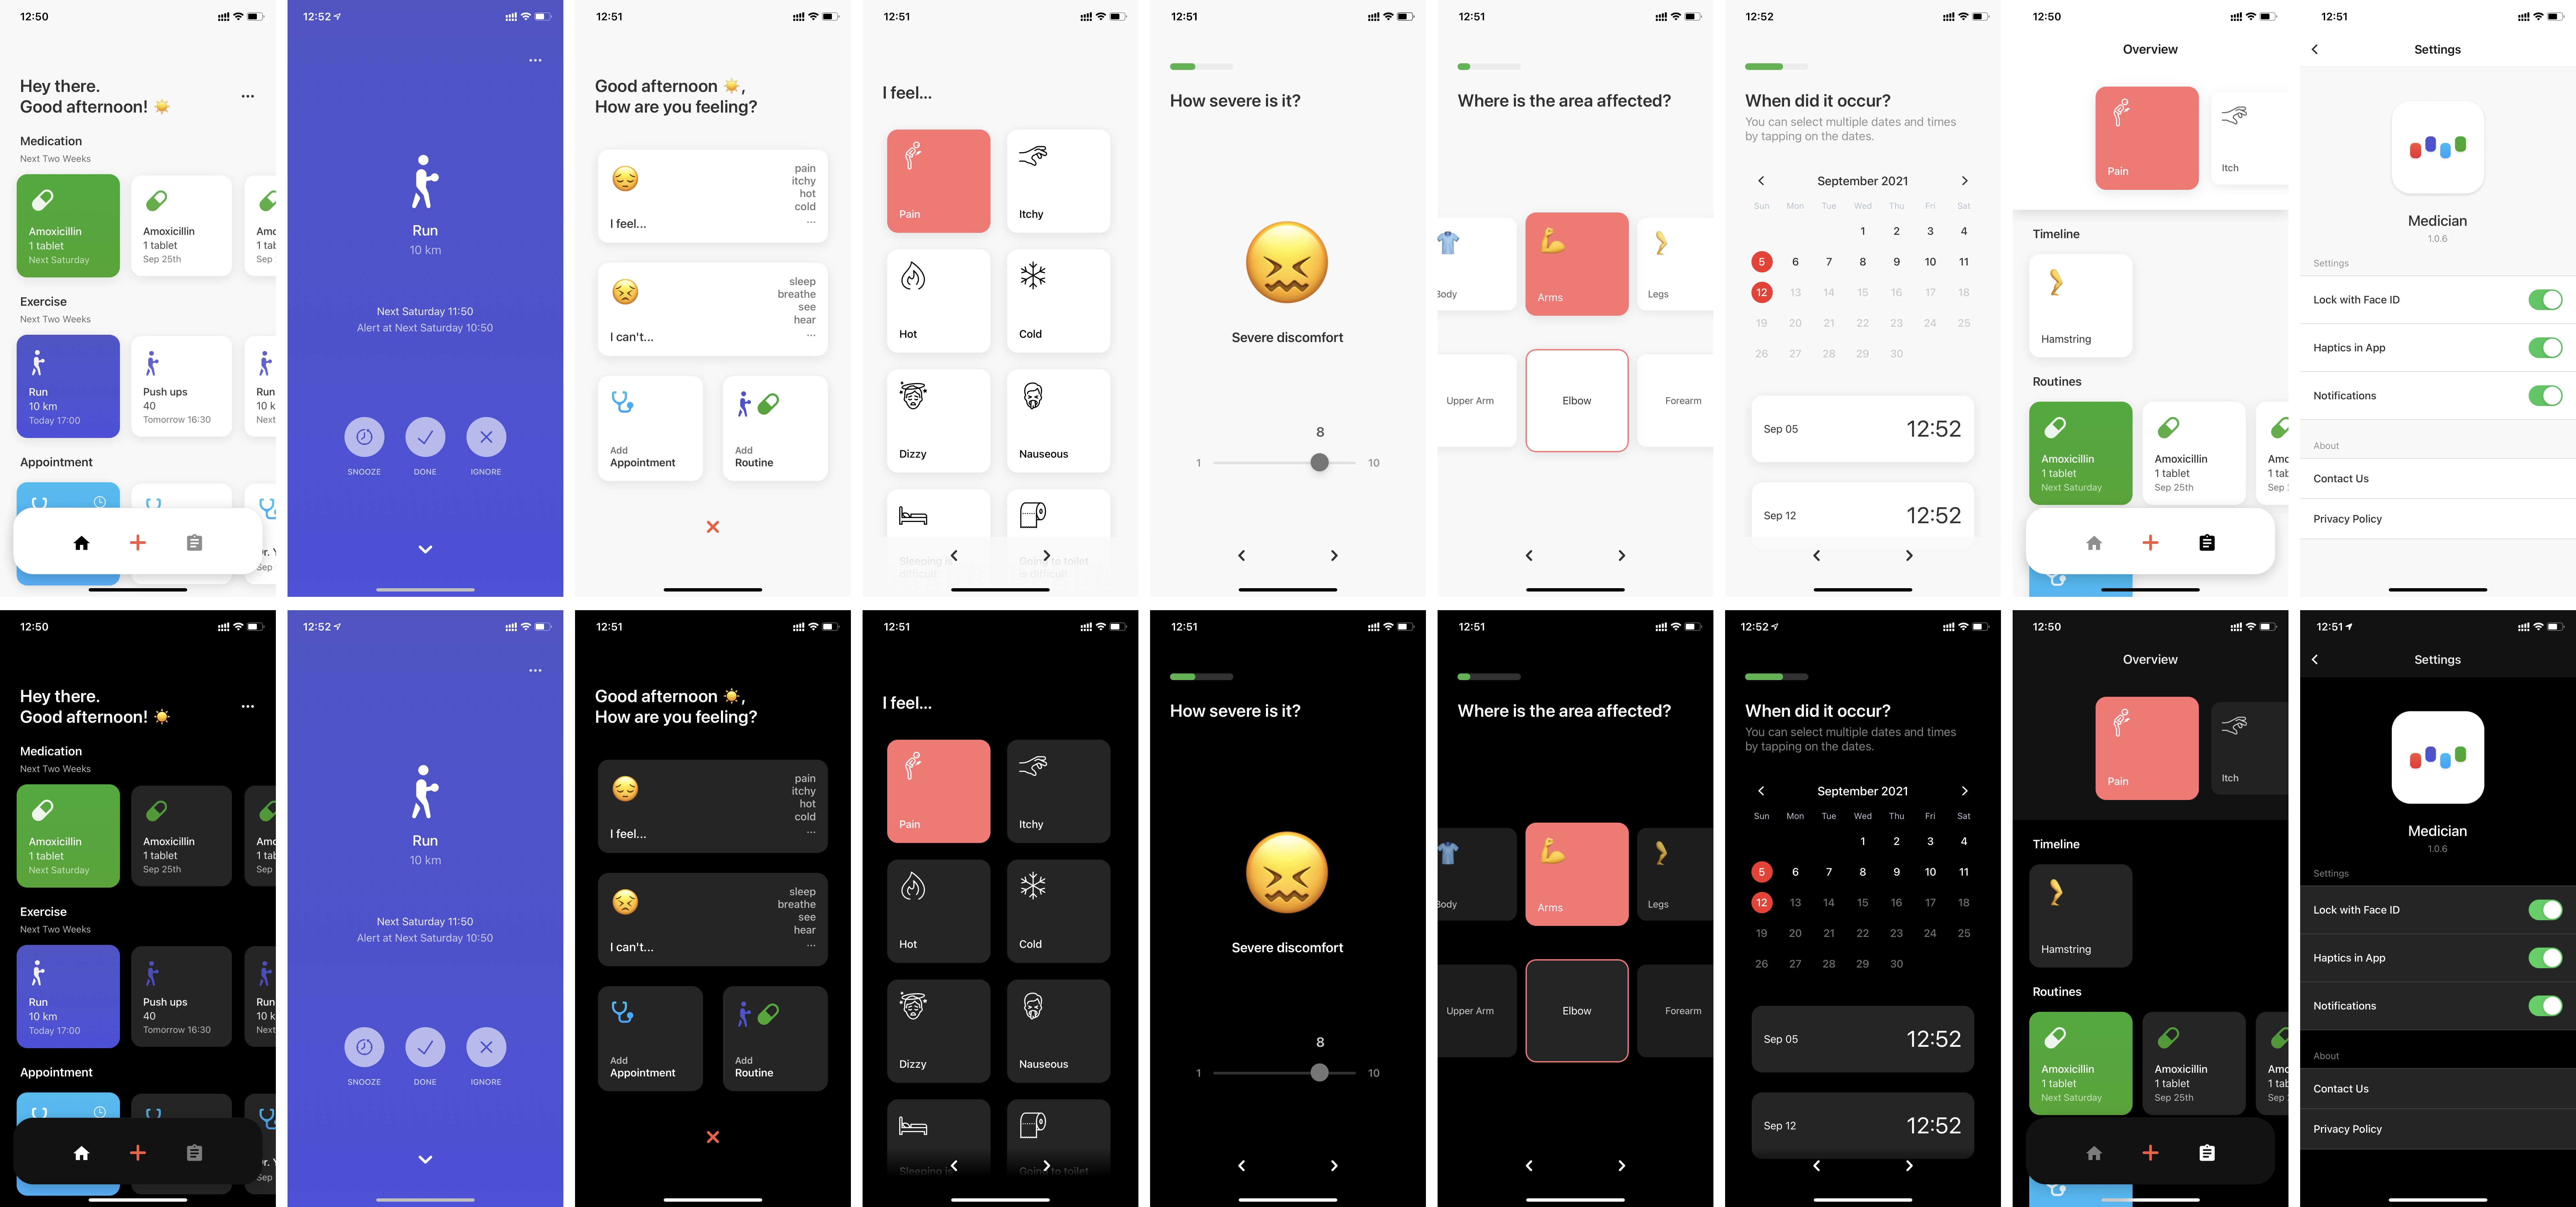 12:50
Hey there.
Good afternoon! ☀️
Medication
Next Two Weeks
Amoxicillin
1 tablet
Next Saturday
Amoxicillin
1 tablet
Sep 25th
Amo
1 tab
Sep
Exercise
Next Two Weeks
Run
10 km
Today 17:00
Push ups
40
Tomorrow 16:30
Run
10 k
Next
Appointment
Sep
12:52
Run
10 km
Next Saturday 11:50
Alert at Next Saturday 10:50
SNOOZE
DONE
IGNORE
12:51
Good afternoon ☀️,
How are you feeling?
pain
itchy
hot
cold
...
I feel...
sleep
breathe
see
hear
...
I can't...
Add
Appointment
Add
Routine
12:51
I feel...
Pain
Itchy
Hot
Cold
Dizzy
Nauseous
Sleeping is
difficult
Going to toilet
is difficult
12:51
How severe is it?
Severe discomfort
8
1
10
12:51
Where is the area affected?
Body
Arms
Legs
Upper Arm
Elbow
Forearm
12:52
When did it occur?
You can select multiple dates and times
by tapping on the dates.
September 2021
Sun Mon Tue Wed Thu Fri Sat
1 2 3 4
5 6 7 8 9 10 11
12 13 14 15 16 17 18
19 20 21 22 23 24 25
26 27 28 29 30
Sep 05 12:52
Sep 12 12:52
12:50
Overview
Pain
Itch
Timeline
Hamstring
Routines
Amoxicillin
1 tablet
Next Saturday
Amoxicillin
1 tablet
Sep 25th
Amo
1 tab
Sep
12:51
Settings
Medician
1.0.6
Settings
Lock with Face ID
Haptics in App
Notifications
About
Contact Us
Privacy Policy
12:50
Hey there.
Good afternoon! ☀️
Medication
Next Two Weeks
Amoxicillin
1 tablet
Next Saturday
Amoxicillin
1 tablet
Sep 25th
Amo
1 tab
Sep
Exercise
Next Two Weeks
Run
10 km
Today 17:00
Push ups
40
Tomorrow 16:30
Run
10 k
Next
Appointment
Sep
12:52
Run
10 km
Next Saturday 11:50
Alert at Next Saturday 10:50
SNOOZE
DONE
IGNORE
12:51
Good afternoon ☀️,
How are you feeling?
pain
itchy
hot
cold
...
I feel...
sleep
breathe
see
hear
...
I can't...
Add
Appointment
Add
Routine
12:51
I feel...
Pain
Itchy
Hot
Cold
Dizzy
Nauseous
Sleeping is
Going to toilet
12:51
How severe is it?
Severe discomfort
8
1
10
12:51
Where is the area affected?
Body
Arms
Legs
Upper Arm
Elbow
Forearm
12:52
When did it occur?
You can select multiple dates and times
by tapping on the dates.
September 2021
Sun Mon Tue Wed Thu Fri Sat
1 2 3 4
5 6 7 8 9 10 11
12 13 14 15 16 17 18
19 20 21 22 23 24 25
26 27 28 29 30
Sep 05 12:52
Sep 12 12:52
12:50
Overview
Pain
Itch
Timeline
Hamstring
Routines
Amoxicillin
1 tablet
Next Saturday
Amoxicillin
1 tablet
Sep 25th
Amo
1 tab
Sep
12:51
Settings
Medician
1.0.6
Settings
Lock with Face ID
Haptics in App
Notifications
About
Contact Us
Privacy Policy